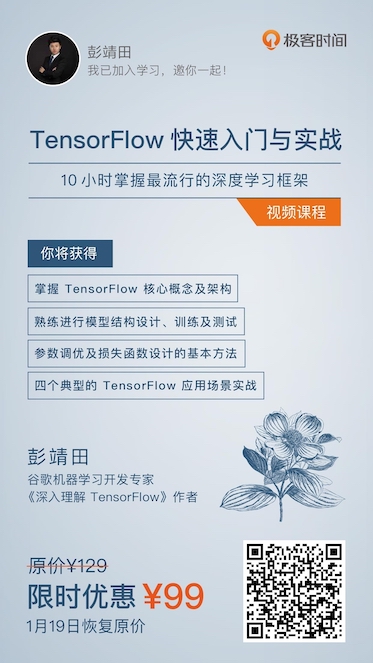 彭靖田
我已加入学习，邀你一起！
极客时间
TensorFlow 快速入门与实战
10 小时掌握最流行的深度学习框架
视频课程
你将获得
掌握 TensorFlow 核心概念及架构
熟练进行模型结构设计、训练及测试
参数调优及损失函数设计的基本方法
四个典型的 TensorFlow 应用场景实战
彭靖田
谷歌机器学习开发专家
《深入理解 TensorFlow》作者
原价¥129
限时优惠 ¥99
1月19日恢复原价